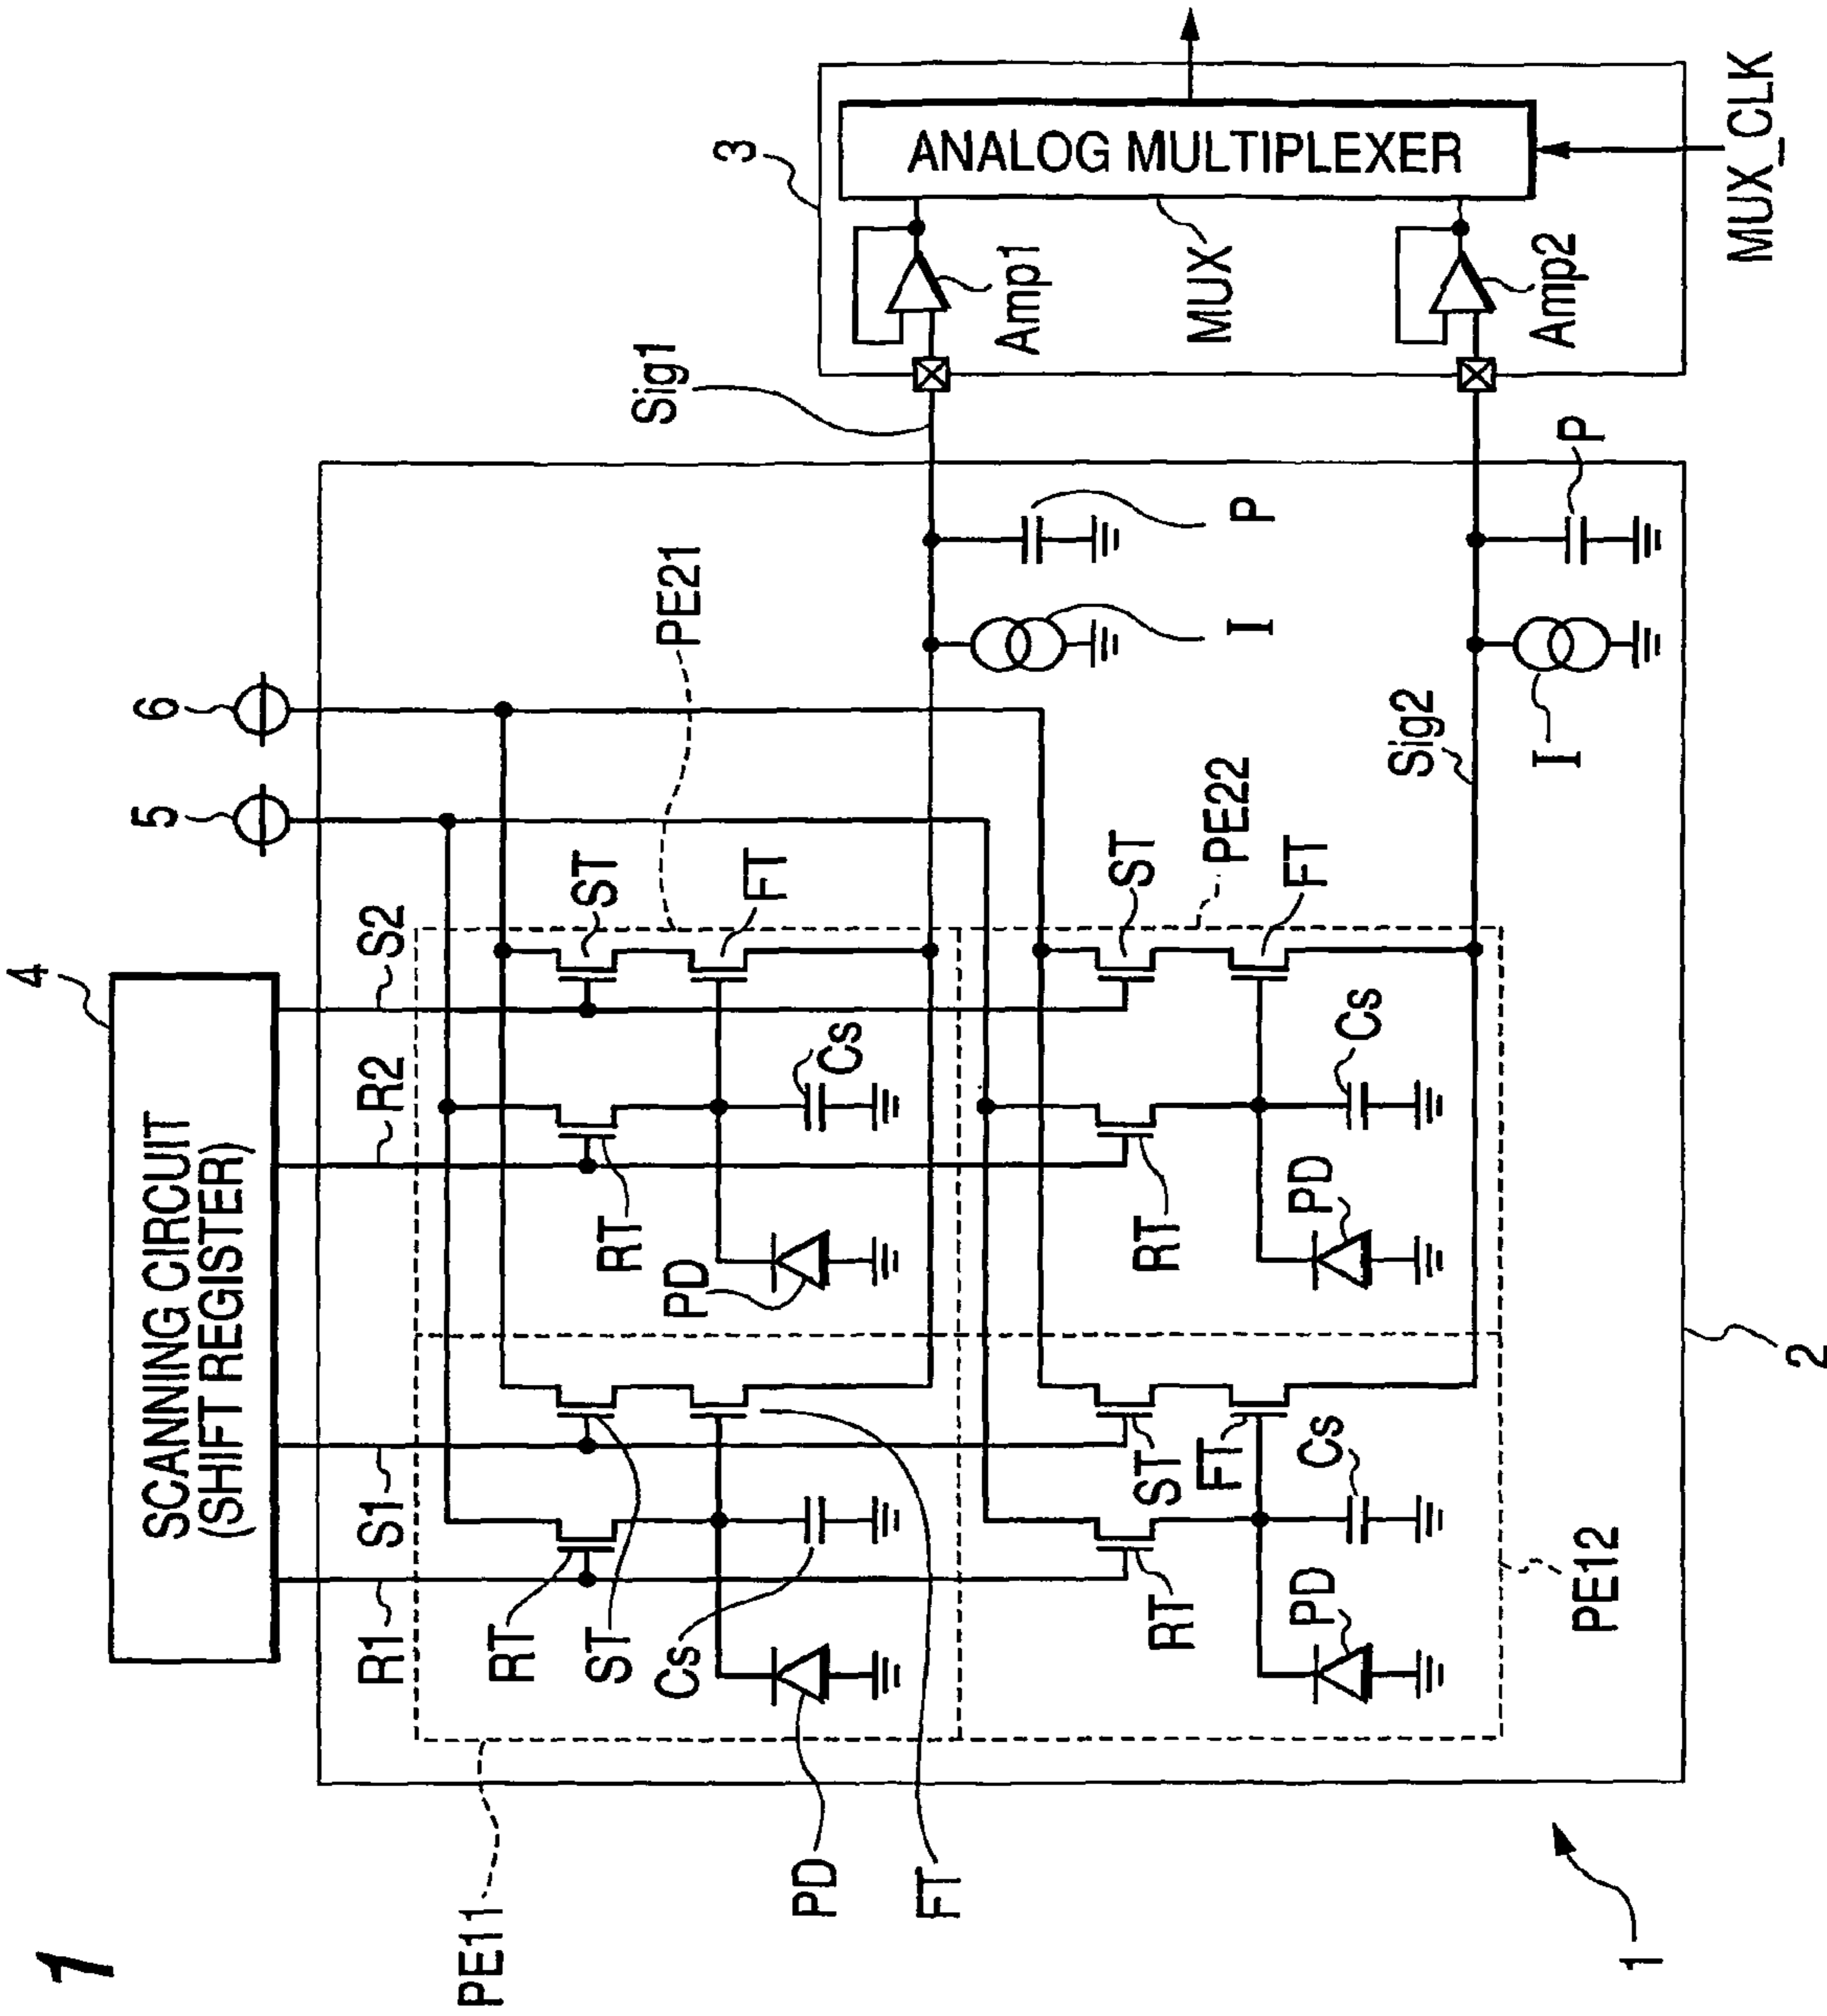 1
SCANNING CIRCUIT
(SHIFT REGISTER)
4
5
6
R1
S1
R2
S2
PE11
RT
ST
Cs
PD
FT
RT
PD
Cs
ST
FT
PE21
Sig1
P
I
RT
PD
ST
FT
Cs
PE12
RT
PD
Cs
ST
FT
PE22
Sig2
I
P
3
Amp1
MUX
Amp2
ANALOG MULTIPLEXER
MUX_CLK
1
2